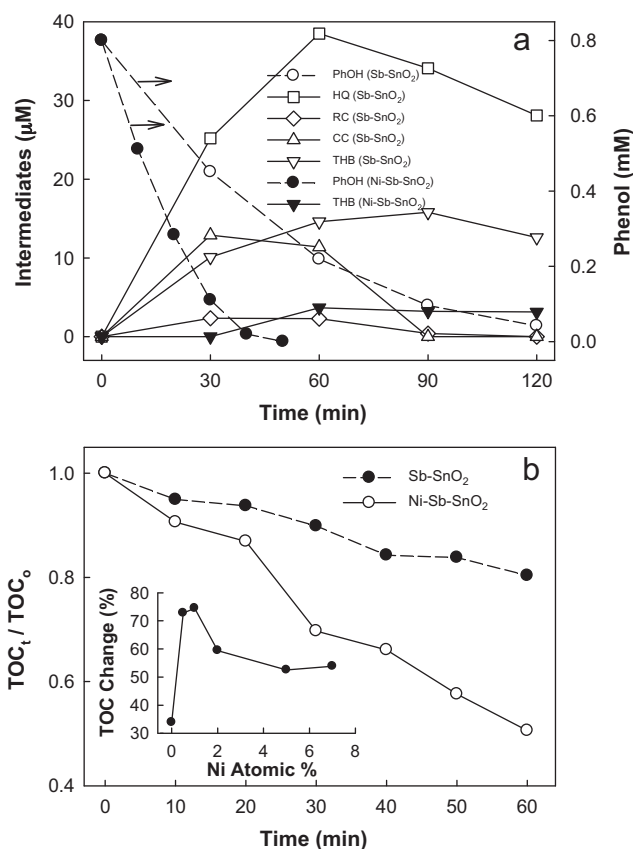 a
40
30
20
10
0
Intermediates (μM)
0.8
0.6
0.4
0.2
0.0
Phenol (mM)
PhOH (Sb-SnO₂)
HQ (Sb-SnO₂)
RC (Sb-SnO₂)
CC (Sb-SnO₂)
THB (Sb-SnO₂)
PhOH (Ni-Sb-SnO₂)
THB (Ni-Sb-SnO₂)
0 30 60 90 120
Time (min)
b
1.0
0.8
0.6
0.4
TOCₜ / TOCₒ
Sb-SnO₂
Ni-Sb-SnO₂
80
70
60
50
40
30
TOC Change (%)
0 2 4 6 8
Ni Atomic %
0 10 20 30 40 50 60
Time (min)